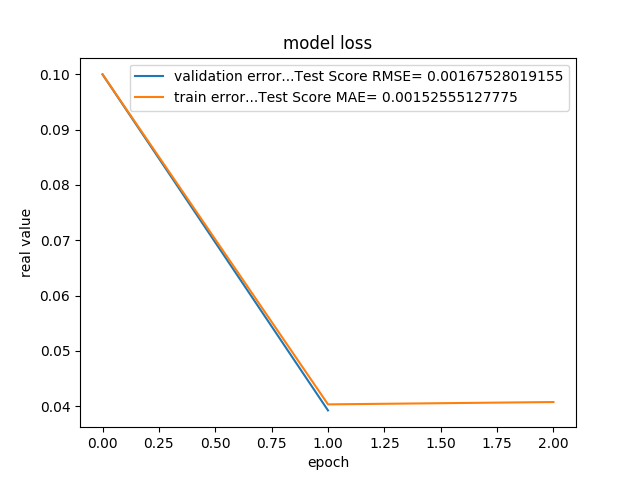 model loss
validation error...Test Score RMSE= 0.00167528019155
train error...Test Score MAE= 0.00152555127775
real value
0.10
0.09
0.08
0.07
0.06
0.05
0.04
0.00 0.25 0.50 0.75 1.00 1.25 1.50 1.75 2.00
epoch